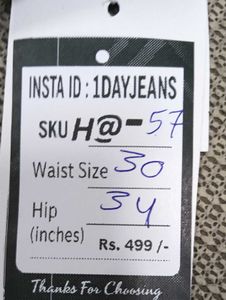 INSTA ID : 1DAYJEANS
SKU H@-57
Waist Size 30
Hip 34
(inches) Rs. 499 /-
Thanks For Choosing